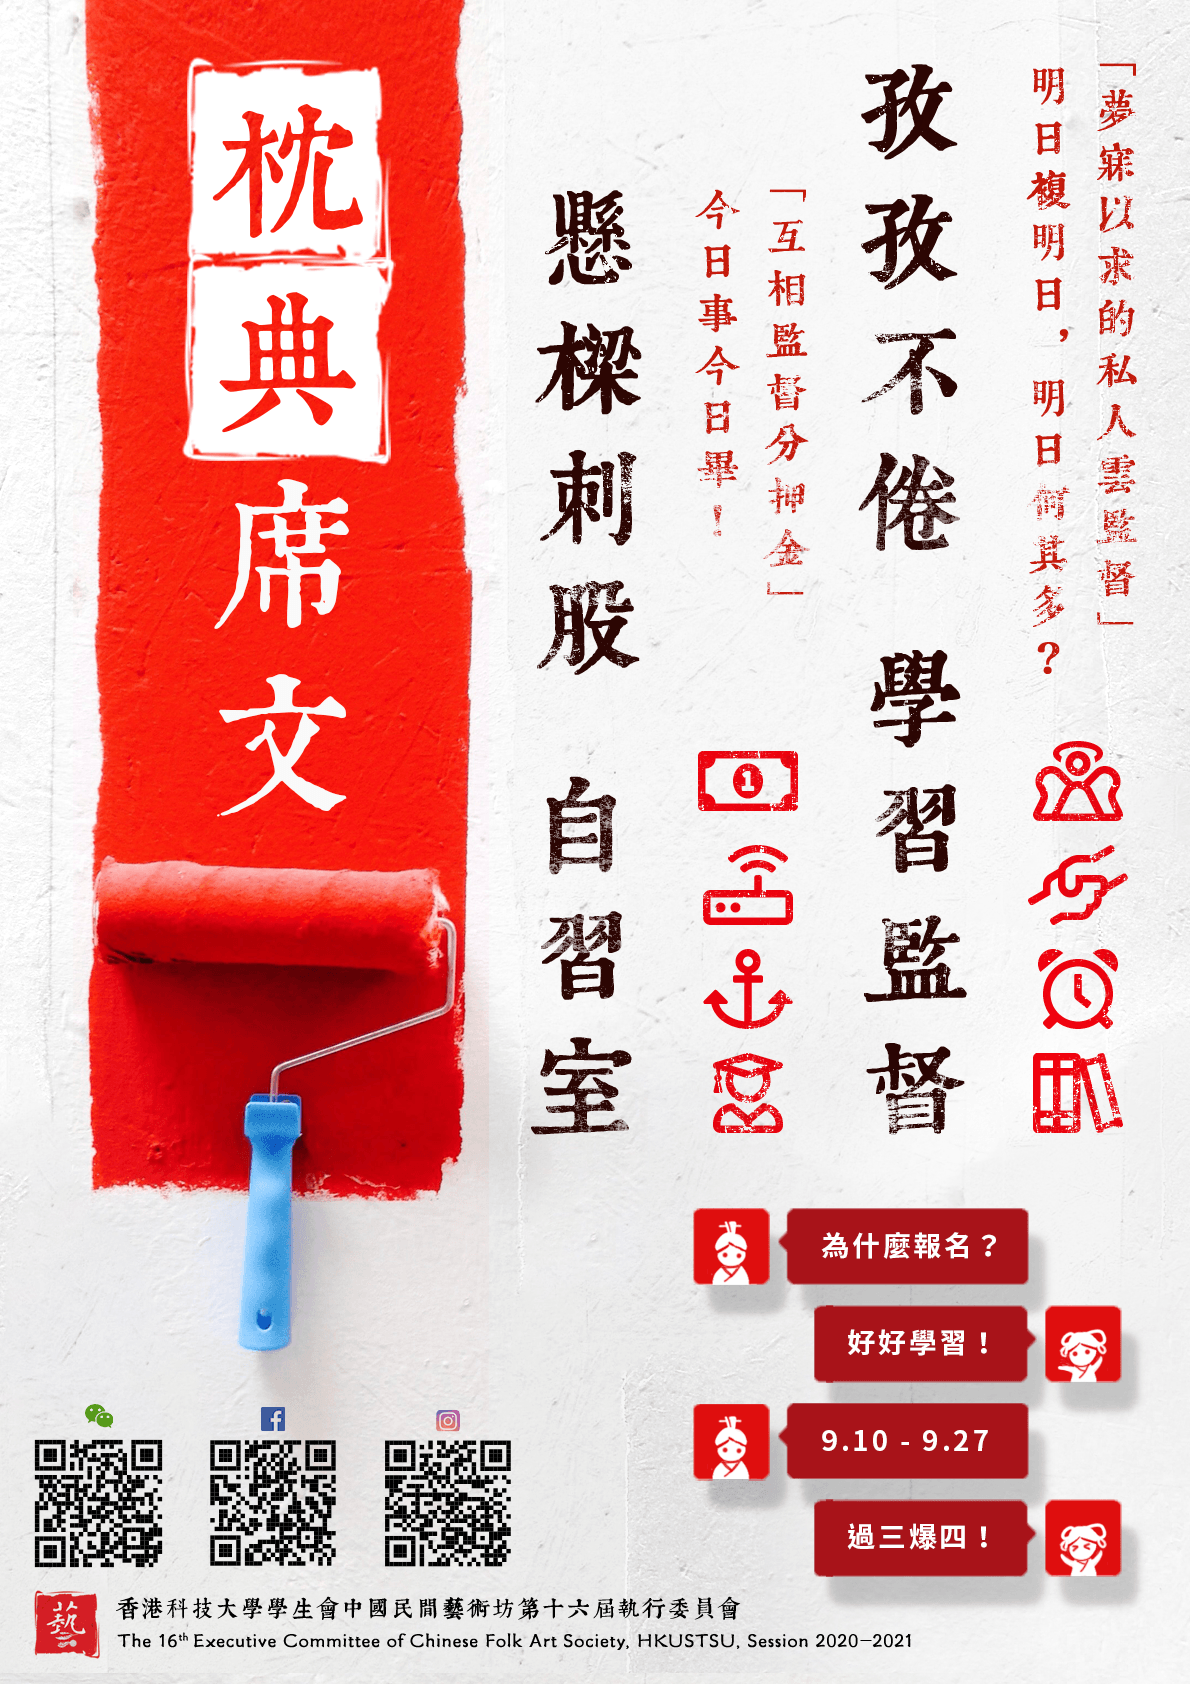 「夢寐以求的私人雲監督」
明日複明日，明日何其多？
孜孜不倦 學習監督
「互相監督分押金」
今日事今日畢！
懸樑刺股 自習室
枕典席文
為什麼報名？
好好學習！
9.10 - 9.27
過三爆四！
藝
香港科技大學學生會中國民間藝術坊第十六屆執行委員會
The 16th Executive Committee of Chinese Folk Art Society, HKUSTSU, Session 2020-2021